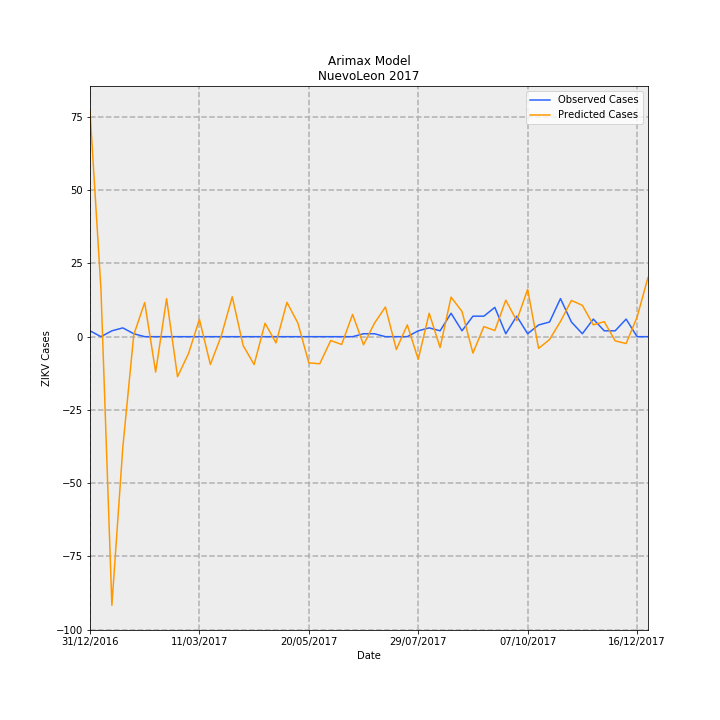 Arimax Model
NuevoLeon 2017
Observed Cases
Predicted Cases
75
50
25
0
−25
−50
−75
−100
ZIKV Cases
31/12/2016 11/03/2017 20/05/2017 29/07/2017 07/10/2017 16/12/2017
Date